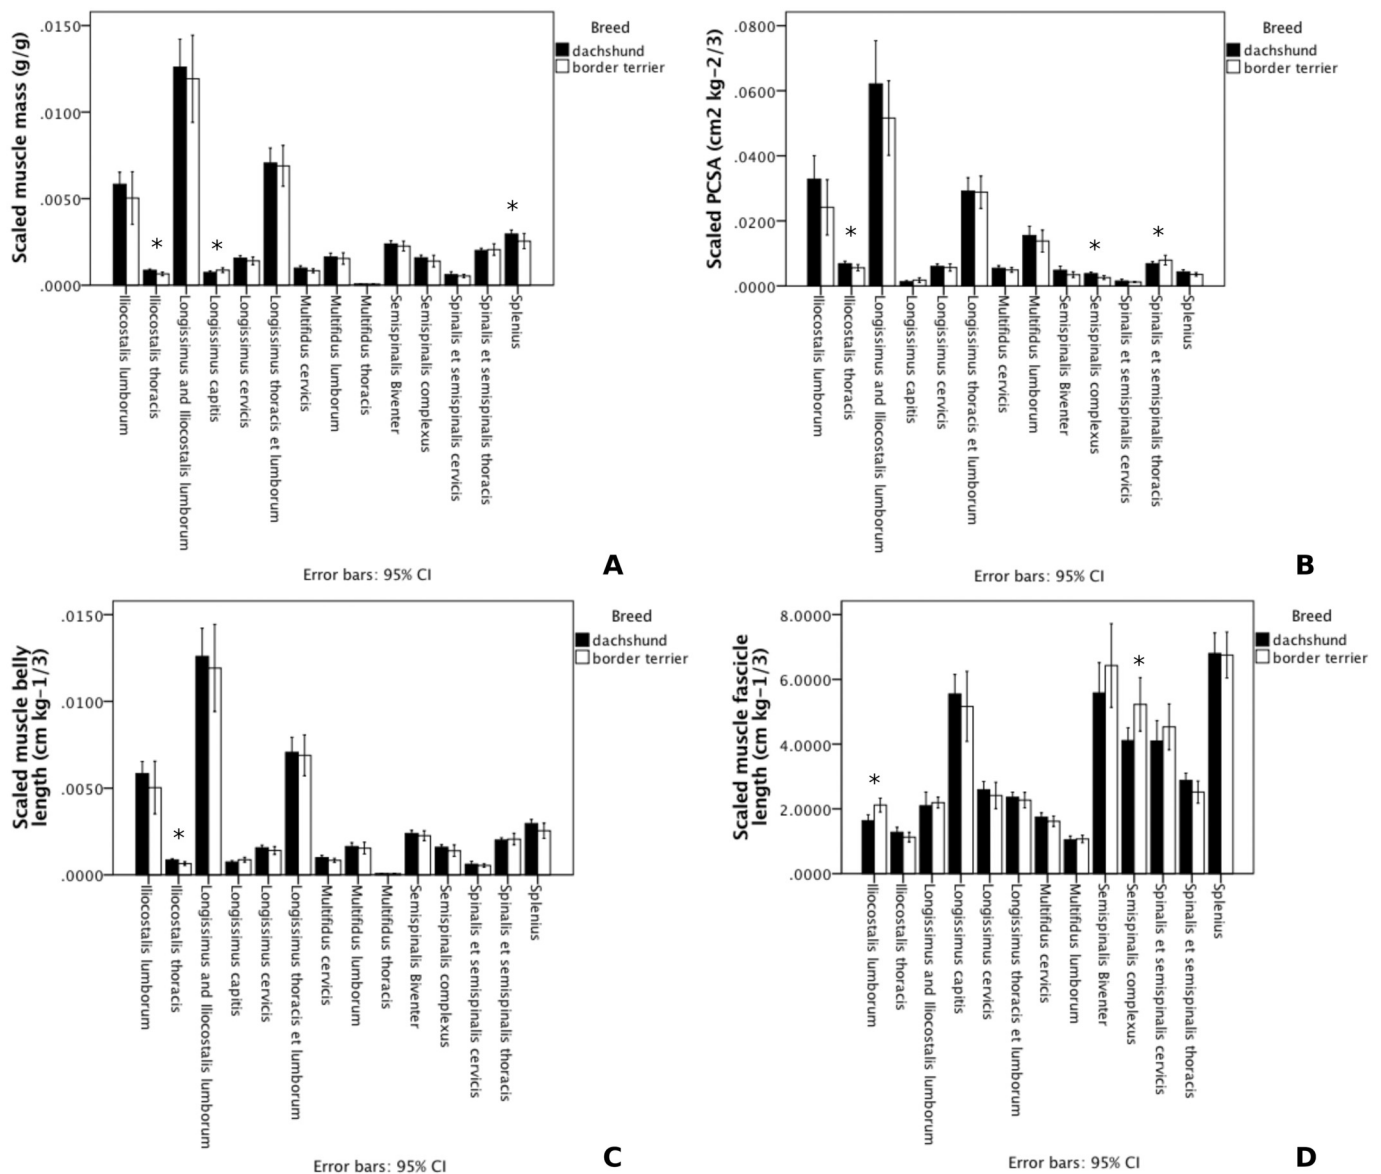 Scaled muscle mass (g/g)
.0150
.0100
.0050
.0000
*
*
*
Breed
dachshund
border terrier
Iliocostalis lumborum
Iliocostalis thoracis
Longissimus and Iliocostalis lumborum
Longissimus capitis
Longissimus cervicis
Longissimus thoracis et lumborum
Multifidus cervicis
Multifidus lumborum
Multifidus thoracis
Semispinalis Biventer
Semispinalis complexus
Spinalis et semispinalis cervicis
Spinalis et semispinalis thoracis
Splenius
Error bars: 95% CI
A
Scaled PCSA (cm2 kg-2/3)
.0800
.0600
.0400
.0200
.0000
*
*
*
Breed
dachshund
border terrier
Iliocostalis lumborum
Iliocostalis thoracis
Longissimus and Iliocostalis lumborum
Longissimus capitis
Longissimus cervicis
Longissimus thoracis et lumborum
Multifidus cervicis
Multifidus lumborum
Semispinalis Biventer
Semispinalis complexus
Spinalis et semispinalis cervicis
Spinalis et semispinalis thoracis
Splenius
Error bars: 95% CI
B
Scaled muscle belly
length (cm kg-1/3)
.0150
.0100
.0050
.0000
*
Breed
dachshund
border terrier
Iliocostalis lumborum
Iliocostalis thoracis
Longissimus and Iliocostalis lumborum
Longissimus capitis
Longissimus cervicis
Longissimus thoracis et lumborum
Multifidus cervicis
Multifidus lumborum
Multifidus thoracis
Semispinalis Biventer
Semispinalis complexus
Spinalis et semispinalis cervicis
Spinalis et semispinalis thoracis
Splenius
Error bars: 95% CI
C
Scaled muscle fascicle
length (cm kg-1/3)
8.0000
6.0000
4.0000
2.0000
.0000
*
*
Breed
dachshund
border terrier
Iliocostalis lumborum
Iliocostalis thoracis
Longissimus and Iliocostalis lumborum
Longissimus capitis
Longissimus cervicis
Longissimus thoracis et lumborum
Multifidus cervicis
Multifidus lumborum
Semispinalis Biventer
Semispinalis complexus
Spinalis et semispinalis cervicis
Spinalis et semispinalis thoracis
Splenius
Error bars: 95% CI
D